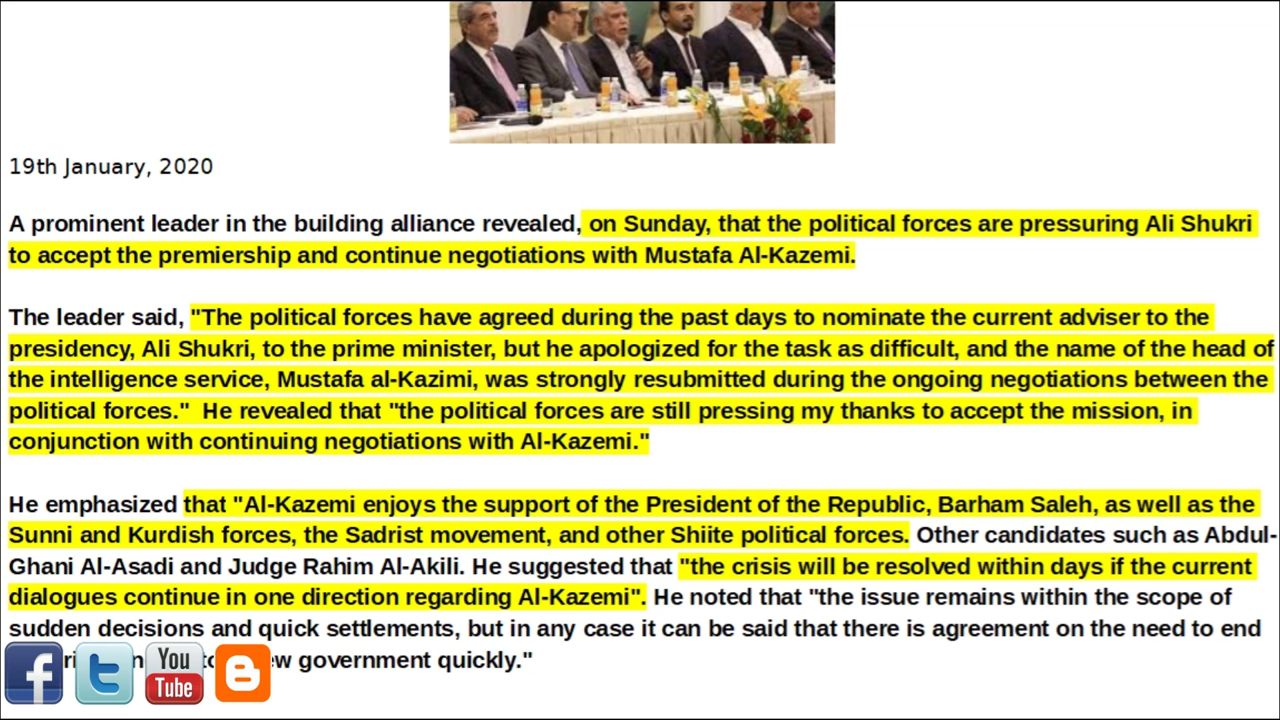 19th January, 2020
A prominent leader in the building alliance revealed, on Sunday, that the political forces are pressuring Ali Shukri
to accept the premiership and continue negotiations with Mustafa Al-Kazemi.
The leader said, "The political forces have agreed during the past days to nominate the current adviser to the
presidency, Ali Shukri, to the prime minister, but he apologized for the task as difficult, and the name of the head of
the intelligence service, Mustafa al-Kazimi, was strongly resubmitted during the ongoing negotiations between the
political forces."  He revealed that "the political forces are still pressing my thanks to accept the mission, in
conjunction with continuing negotiations with Al-Kazemi."
He emphasized that "Al-Kazemi enjoys the support of the President of the Republic, Barham Saleh, as well as the
Sunni and Kurdish forces, the Sadrist movement, and other Shiite political forces. Other candidates such as Abdul-
Ghani Al-Asadi and Judge Rahim Al-Akili. He suggested that "the crisis will be resolved within days if the current
dialogues continue in one direction regarding Al-Kazemi". He noted that "the issue remains within the scope of
sudden decisions and quick settlements, but in any case it can be said that there is agreement on the need to end
government quickly."
You
Tube